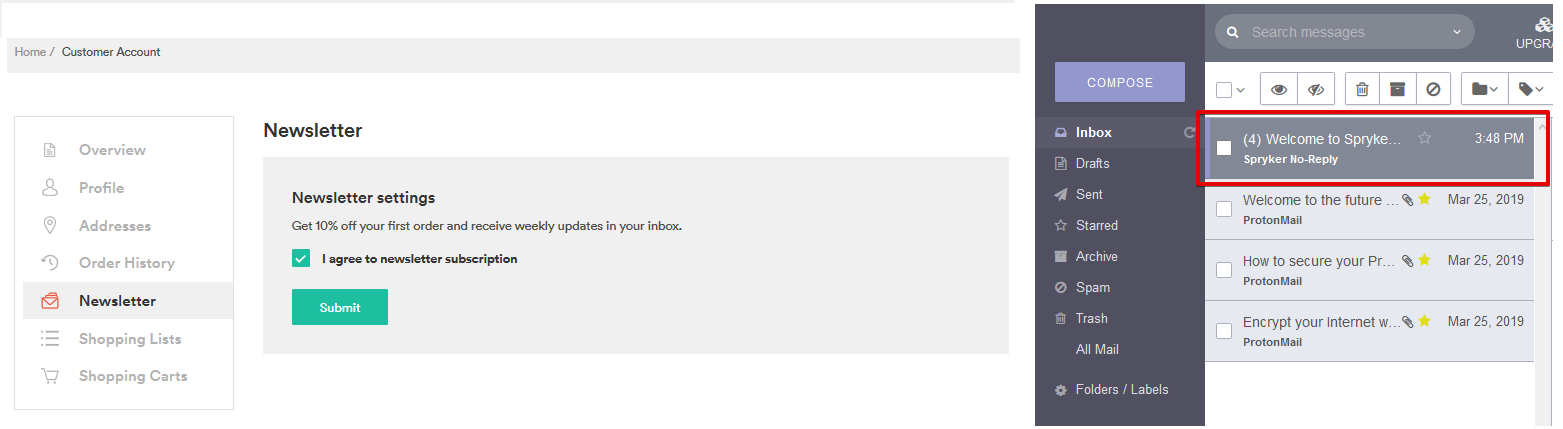 Home / Customer Account
Overview
Profile
Addresses
Order History
Newsletter
Shopping Lists
Shopping Carts
Newsletter
Newsletter settings
Get 10% off your first order and receive weekly updates in your inbox.
I agree to newsletter subscription
Submit
Search messages
UPGRA
COMPOSE
Inbox
Drafts
Sent
Starred
Archive
Spam
Trash
All Mail
Folders / Labels
(4) Welcome to Spryke... 3:48 PM
Spryker No-Reply
Welcome to the future ... Mar 25, 2019
ProtonMail
How to secure your Pr... Mar 25, 2019
ProtonMail
Encrypt your Internet w... Mar 25, 2019
ProtonMail